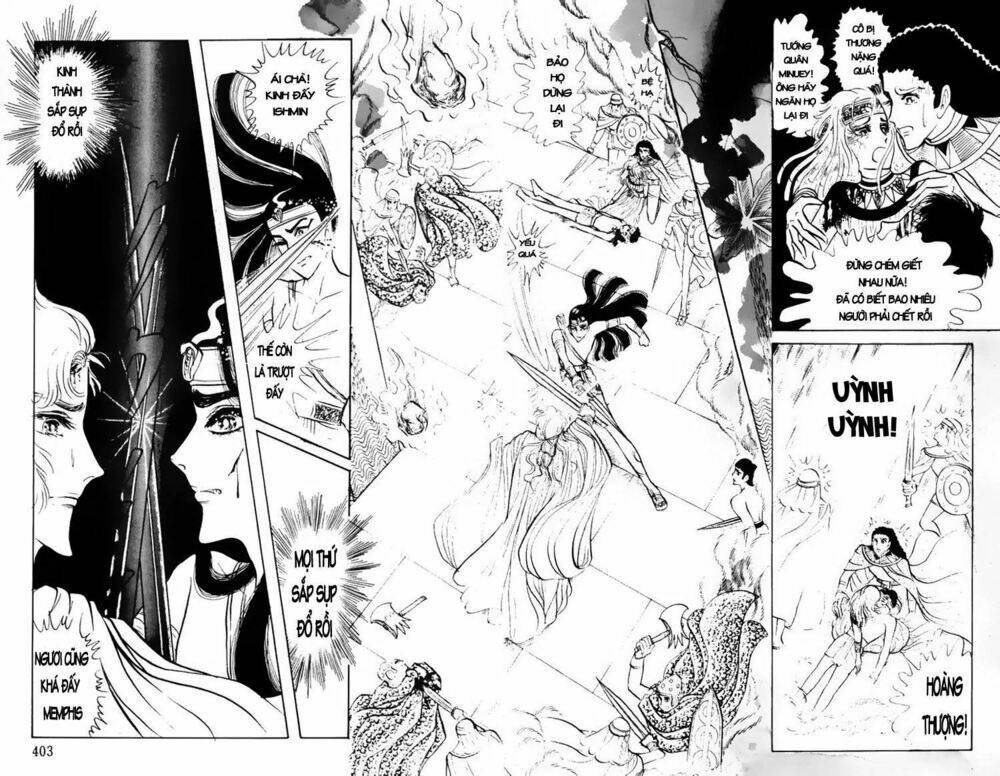 CÔ BỊ
THƯƠNG
NẶNG
QUÁ!
TƯỚNG
QUÂN
MINUEY!
ÔNG HÃY
NGĂN HỌ
LẠI ĐI
ĐỪNG CHÉM GIẾT
NHAU NỮA!
ĐÃ CÓ BIẾT BAO NHIÊU
NGƯỜI PHẢI CHẾT RỒI
UỲNH
UỲNH!
HOÀNG
THƯỢNG!
BỆ
HẠ
BẢO
HỌ
DỪNG
LẠI
ĐI
YẾU
QUÁ
ÁI CHÀ!
KINH ĐẤY
ISHMIN
THẾ CÒN
LÀ TRƯỢT
ĐẤY
MỌI THỨ
SẮP SỤP
ĐỔ RỒI
KINH
THÀNH
SẮP SỤP
ĐỔ RỒI
NGƯƠI CŨNG
KHÁ ĐẤY
MEMPHIS
403